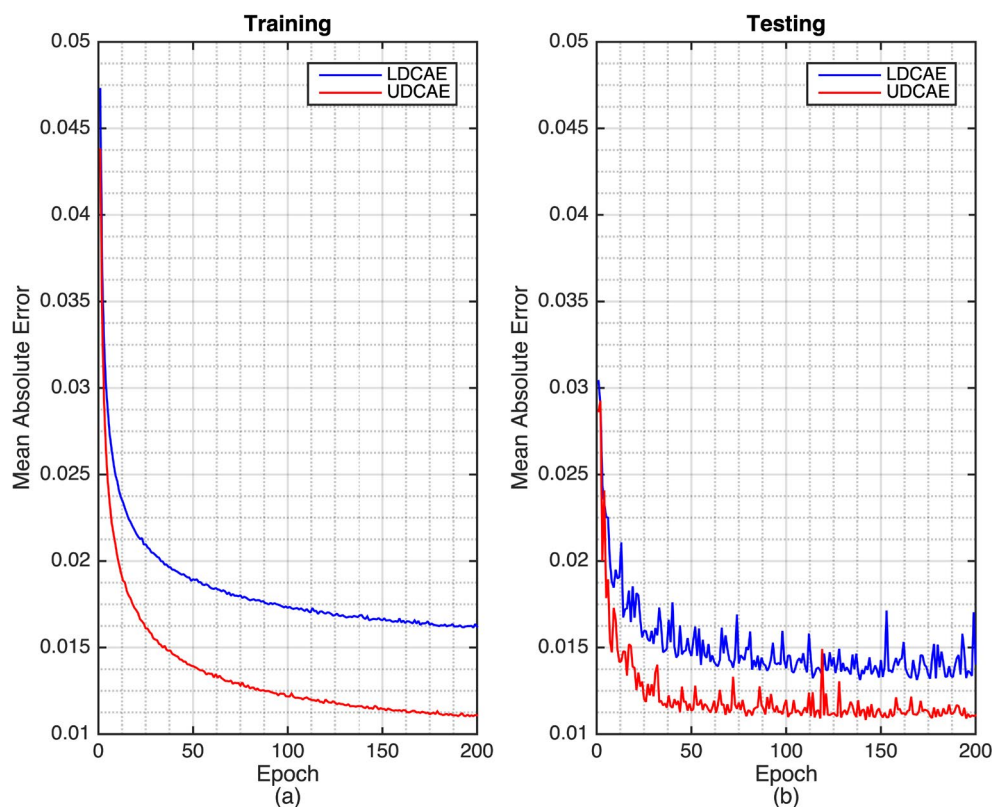 Training
0.05
0.045
0.04
0.035
0.03
0.025
0.02
0.015
0.01
Mean Absolute Error
LDCAE
UDCAE
0 50 100 150 200
Epoch
(a)
Testing
0.05
0.045
0.04
0.035
0.03
0.025
0.02
0.015
0.01
Mean Absolute Error
LDCAE
UDCAE
0 50 100 150 200
Epoch
(b)